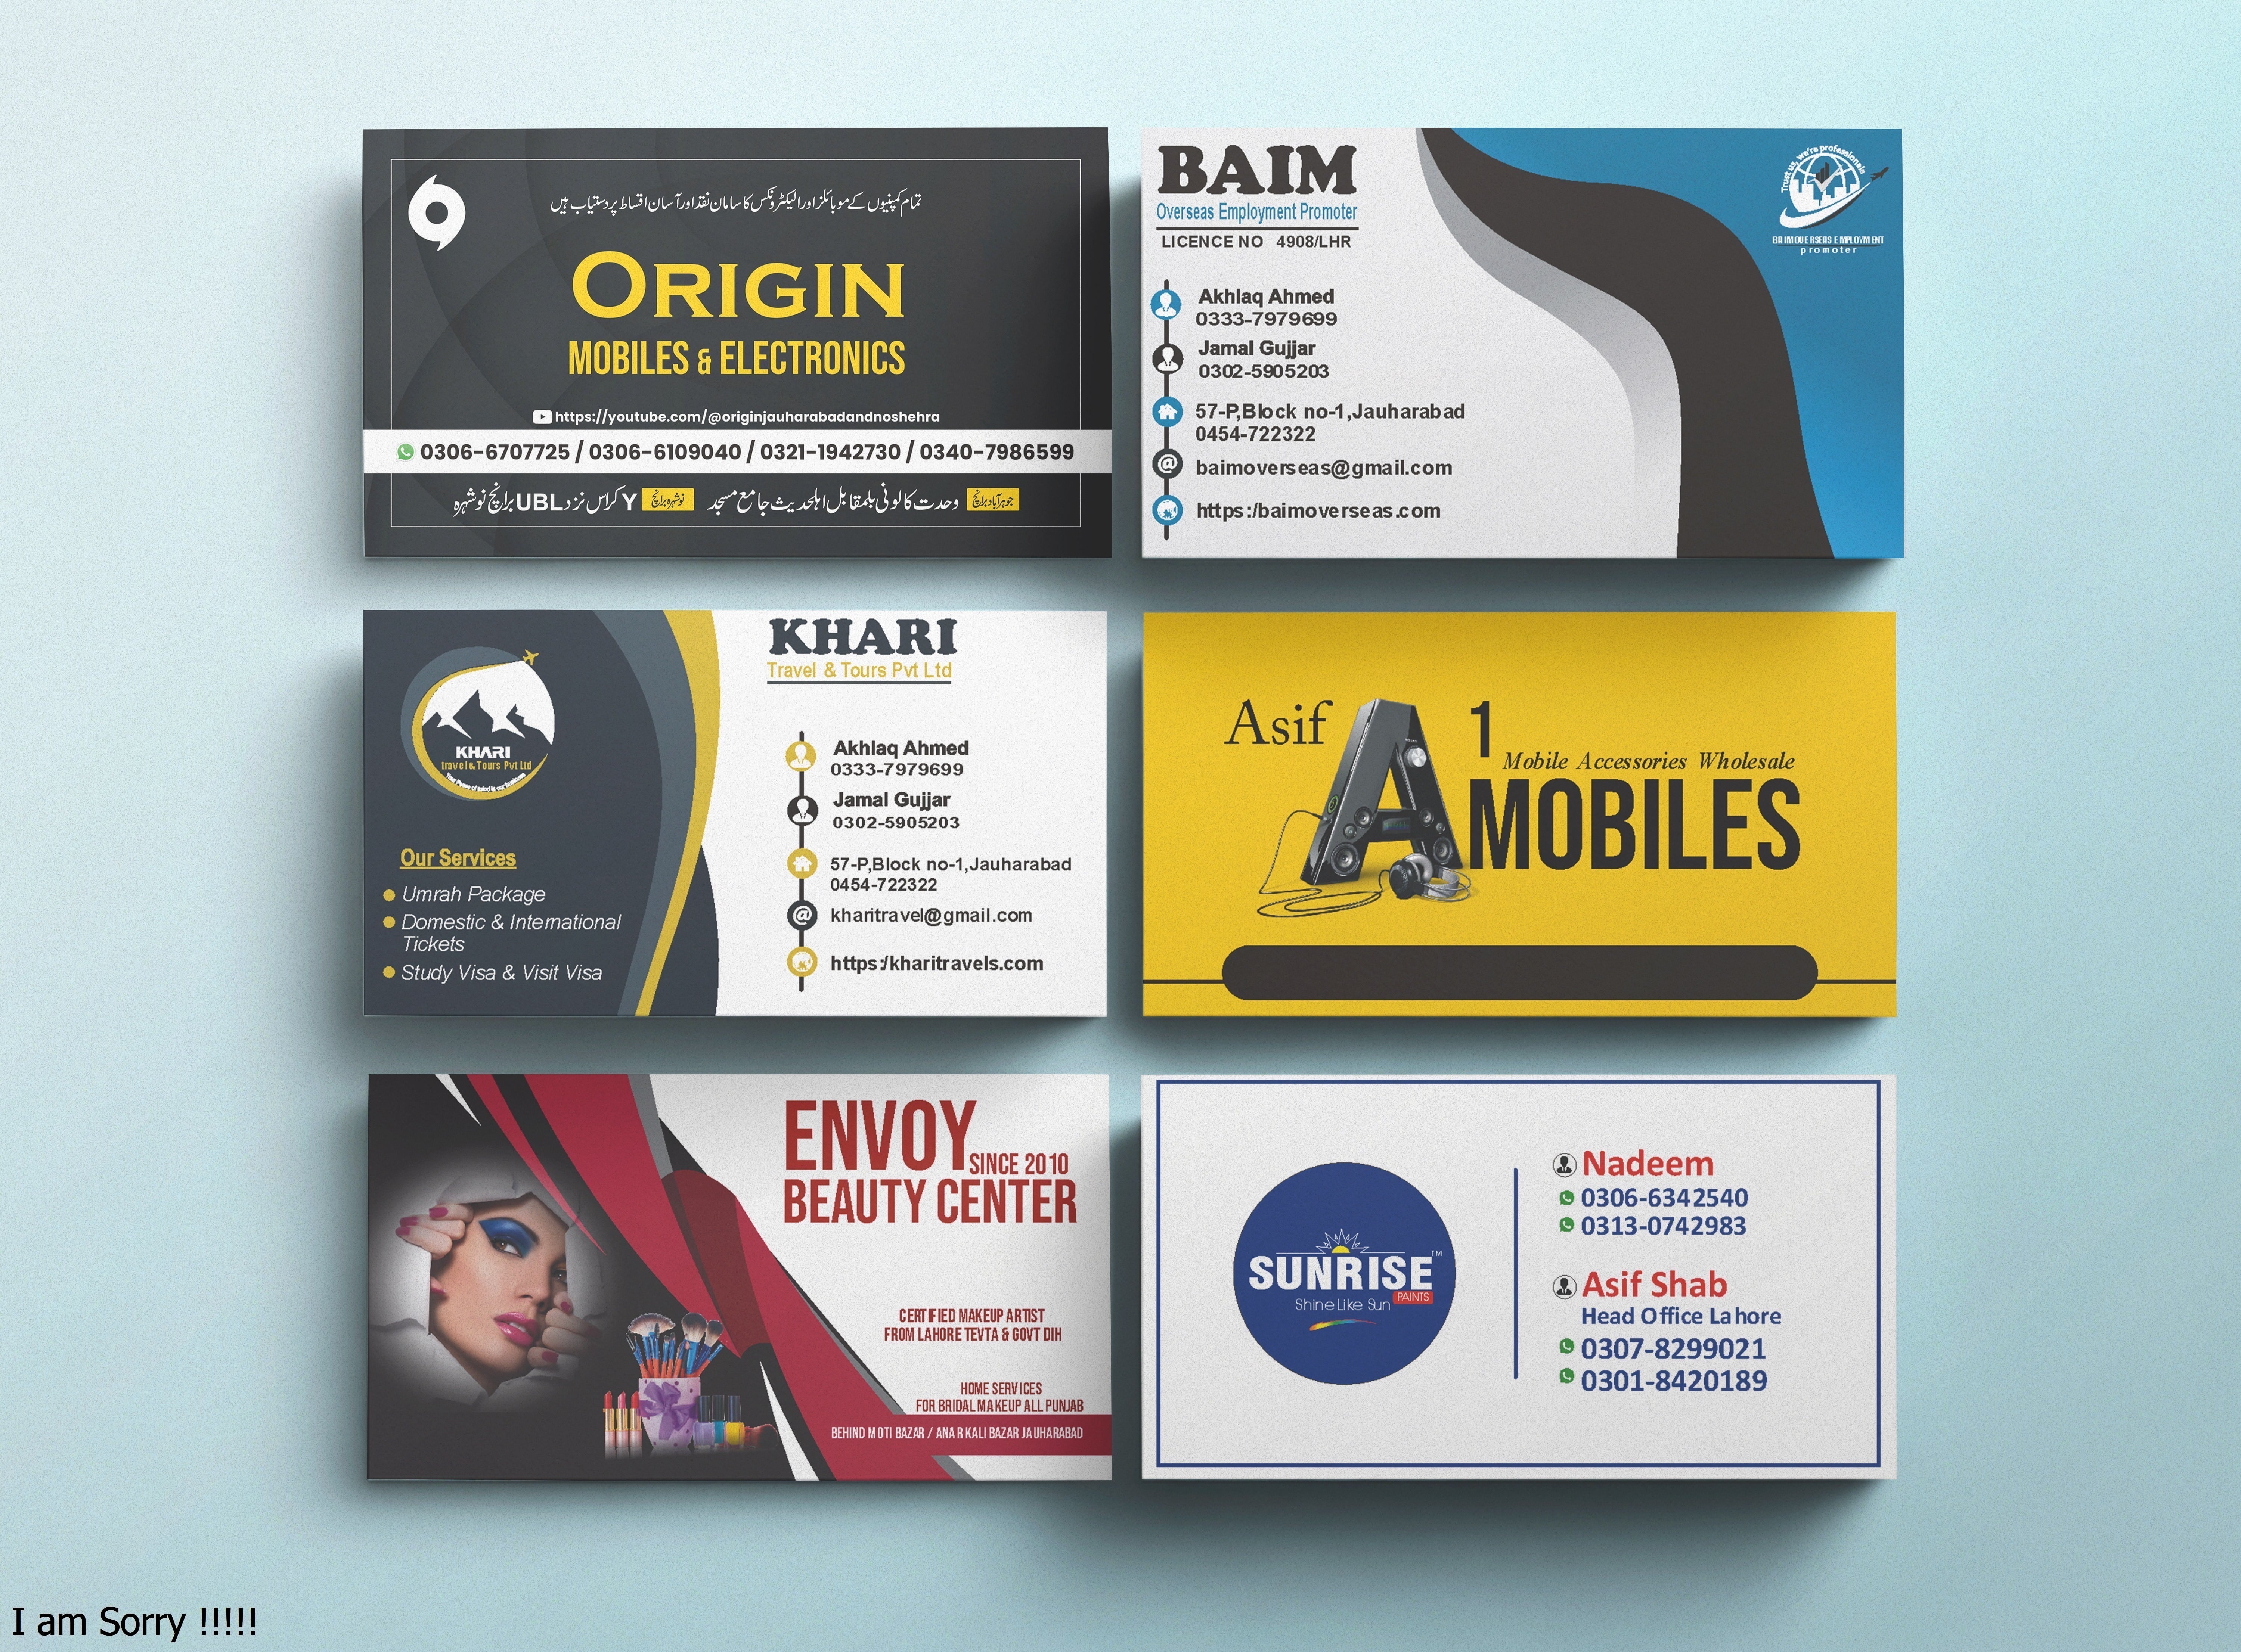 تمام کمپنیوں کے موبائلز اور الیکٹرونکس کا سامان نقد اور آسان اقساط پر دستیاب ہیں
ORIGIN
MOBILES & ELECTRONICS
https://youtube.com/@originjauharabadandnoshehra
0306-6707725 / 0306-6109040 / 0321-1942730 / 0340-7986599
جوہرآباد برانچ وحدت کالونی بلمقابل اہلحدیث جامع مسجد نوشہرہ برانچ Y کراس نزد UBL برانچ نوشہرہ
BAIM
Overseas Employment Promoter
LICENCE NO 4908/LHR
Akhlaq Ahmed
0333-7979699
Jamal Gujjar
0302-5905203
57-P,Block no-1,Jauharabad
0454-722322
baimoverseas@gmail.com
https:/baimoverseas.com
Trust us, we're professionals
BAIM OVERSEAS EMPLOYMENT
promoter
KHARI
Travel & Tours Pvt Ltd
Our Services
Umrah Package
Domestic & International
Tickets
Study Visa & Visit Visa
KHARI
Travel & Tours Pvt Ltd
Akhlaq Ahmed
0333-7979699
Jamal Gujjar
0302-5905203
57-P,Block no-1,Jauharabad
0454-722322
kharitravel@gmail.com
https:/kharitravels.com
Asif A 1
Mobile Accessories Wholesale
MOBILES
ENVOY SINCE 2010
BEAUTY CENTER
CERTIFIED MAKEUP ARTIST
FROM LAHORE TEVTA & GOVT DIH
HOME SERVICES
FOR BRIDAL MAKEUP ALL PUNJAB
BEHIND MOTI BAZAR / ANARKALI BAZAR JAUHARABAD
SUNRISE™
PAINTS
Shine Like Sun
Nadeem
0306-6342540
0313-0742983
Asif Shab
Head Office Lahore
0307-8299021
0301-8420189
I am Sorry !!!!!